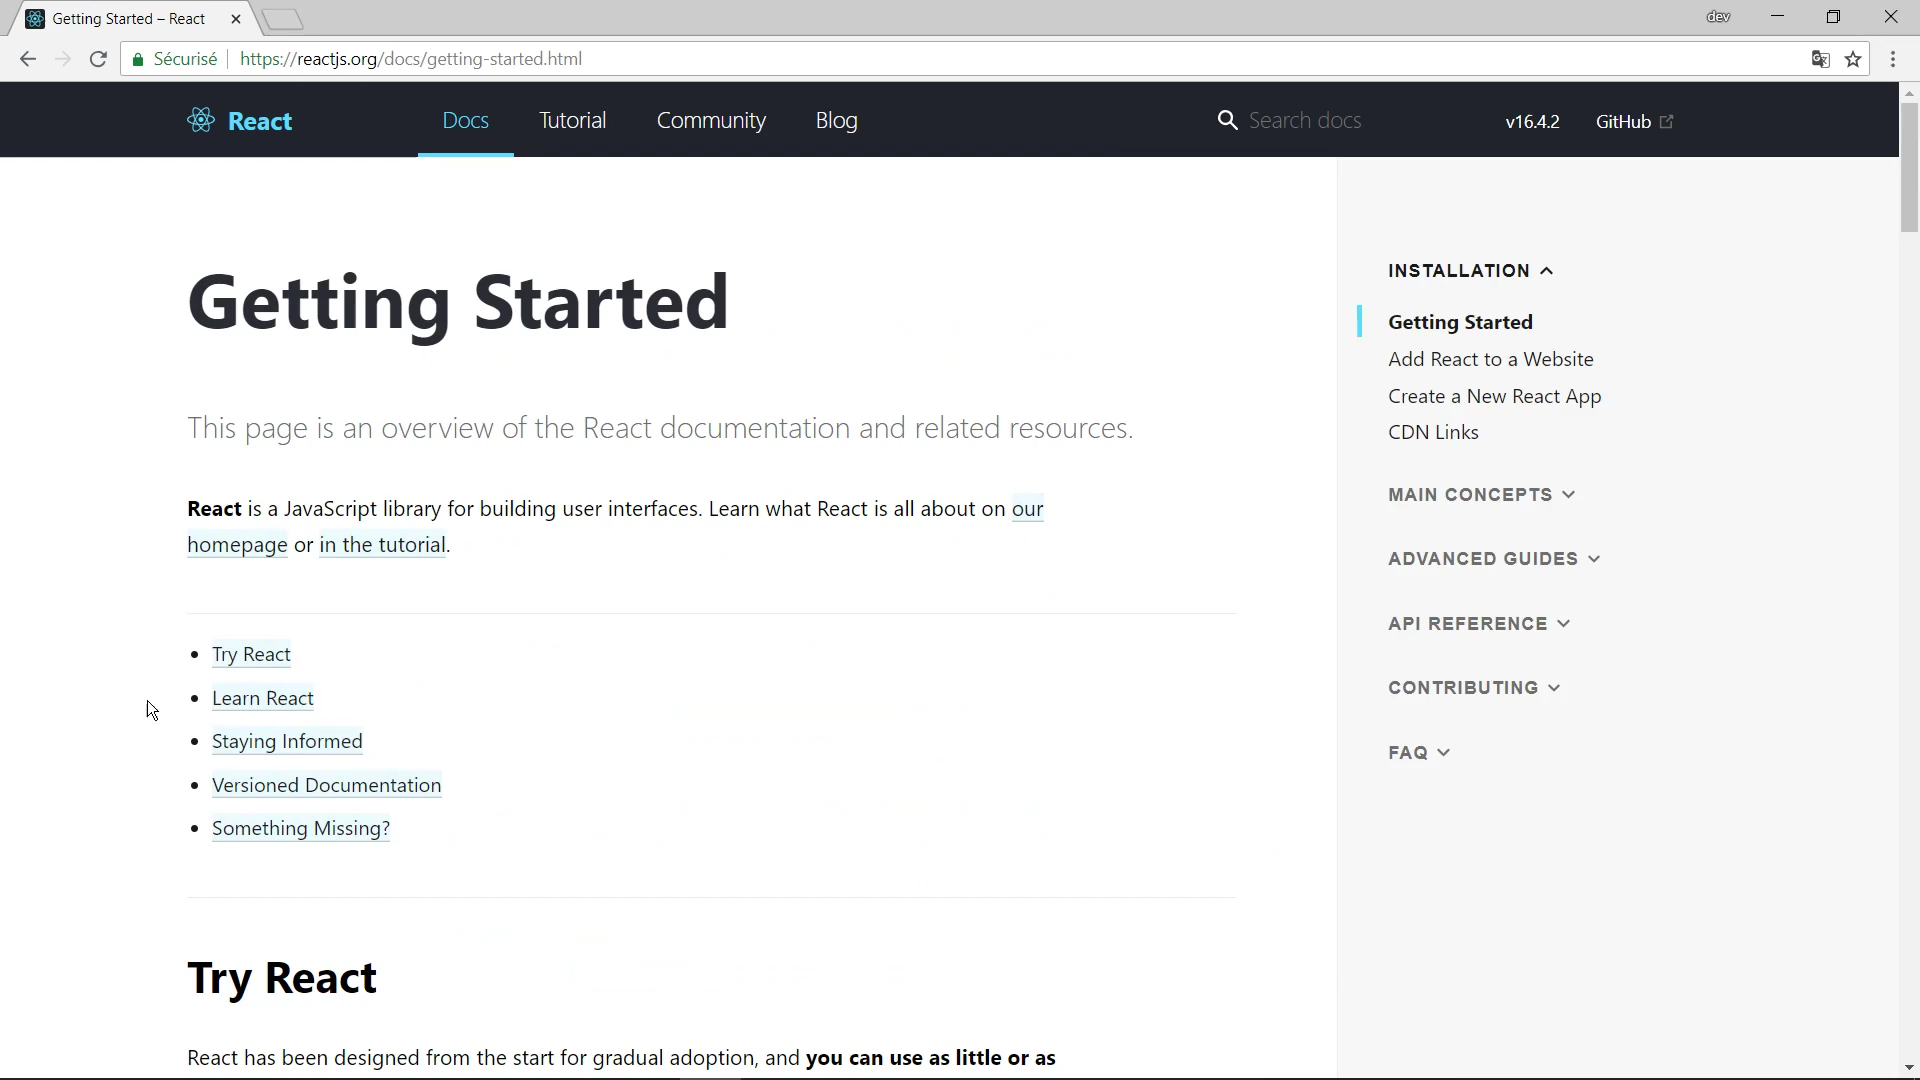 Getting Started – React
dev
Sécurisé https://reactjs.org/docs/getting-started.html
React Docs Tutorial Community Blog Search docs v16.4.2 GitHub
Getting Started
This page is an overview of the React documentation and related resources.
React is a JavaScript library for building user interfaces. Learn what React is all about on our
homepage or in the tutorial.
Try React
Learn React
Staying Informed
Versioned Documentation
Something Missing?
Try React
React has been designed from the start for gradual adoption, and you can use as little or as
INSTALLATION
Getting Started
Add React to a Website
Create a New React App
CDN Links
MAIN CONCEPTS
ADVANCED GUIDES
API REFERENCE
CONTRIBUTING
FAQ